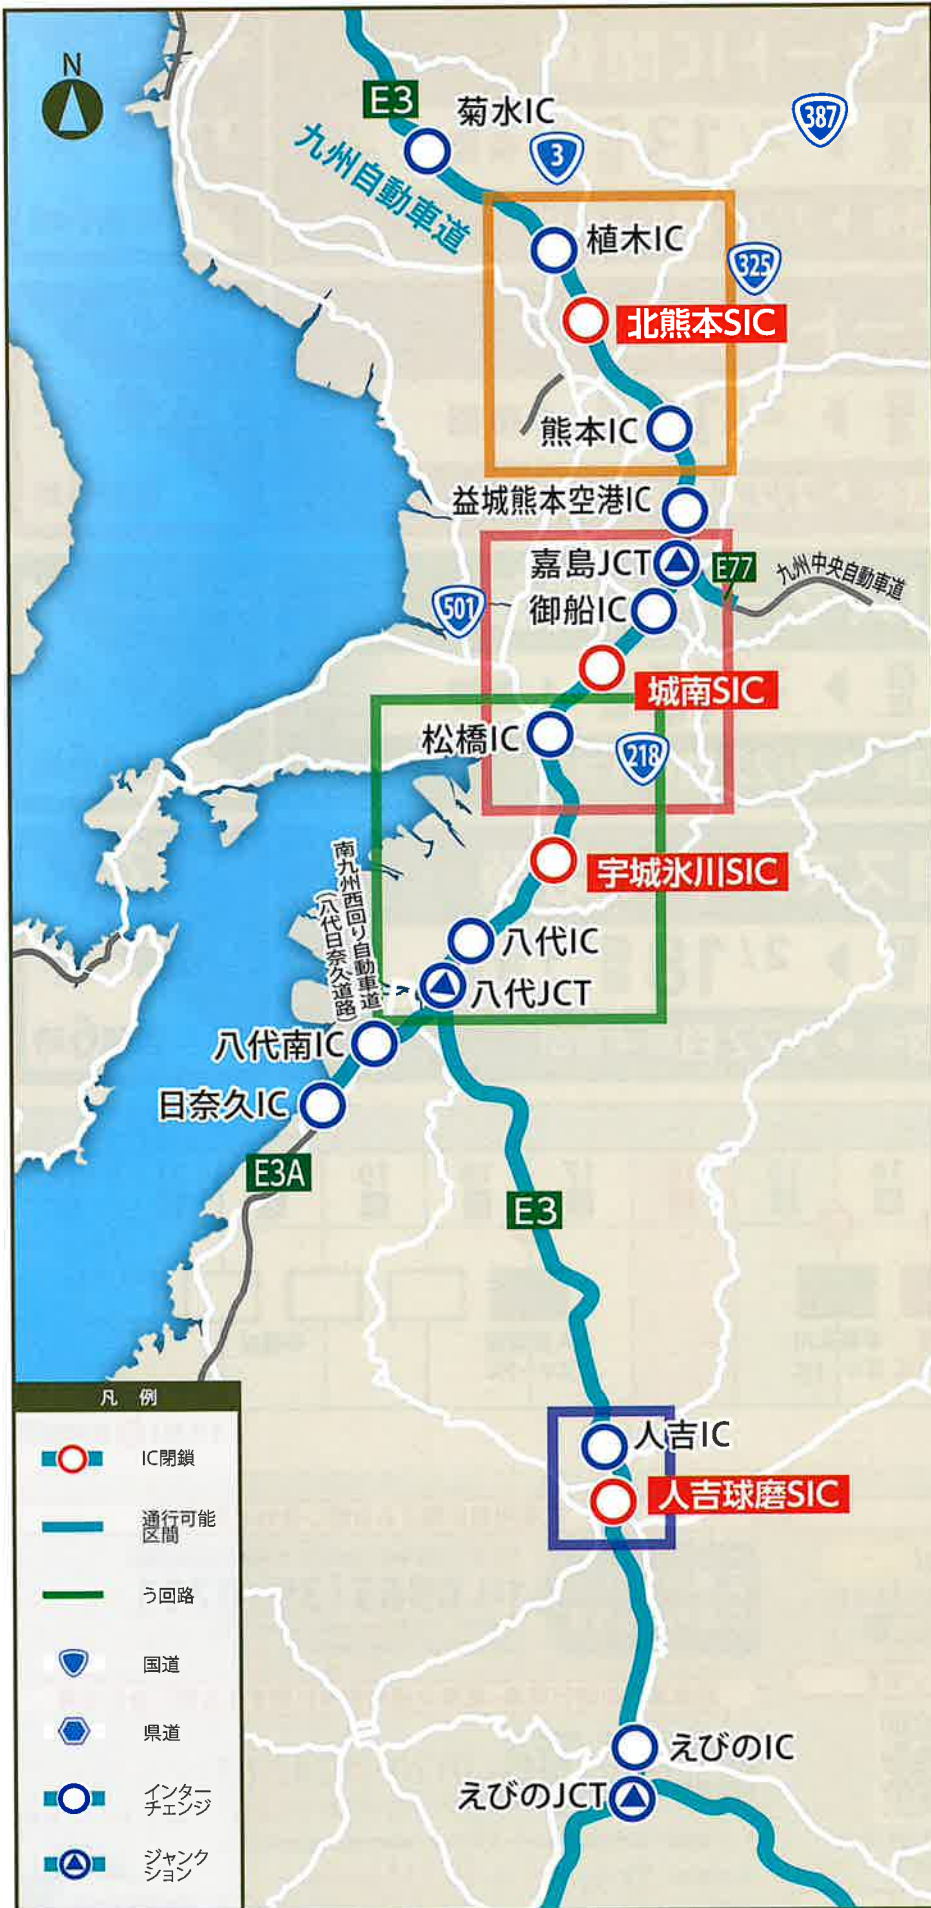 N
E3
菊水IC
387
3
九州自動車道
植木IC
325
北熊本SIC
熊本IC
益城熊本空港IC
嘉島JCT
E77
九州中央自動車道
501
御船IC
城南SIC
松橋IC
218
宇城氷川SIC
南九州西回り自動車道
(八代日奈久道路)
八代IC
八代JCT
八代南IC
日奈久IC
E3A
E3
人吉IC
人吉球磨SIC
えびのIC
えびのJCT
凡 例
IC閉鎖
通行可能
区間
う回路
国道
県道
インター
チェンジ
ジャンク
ション